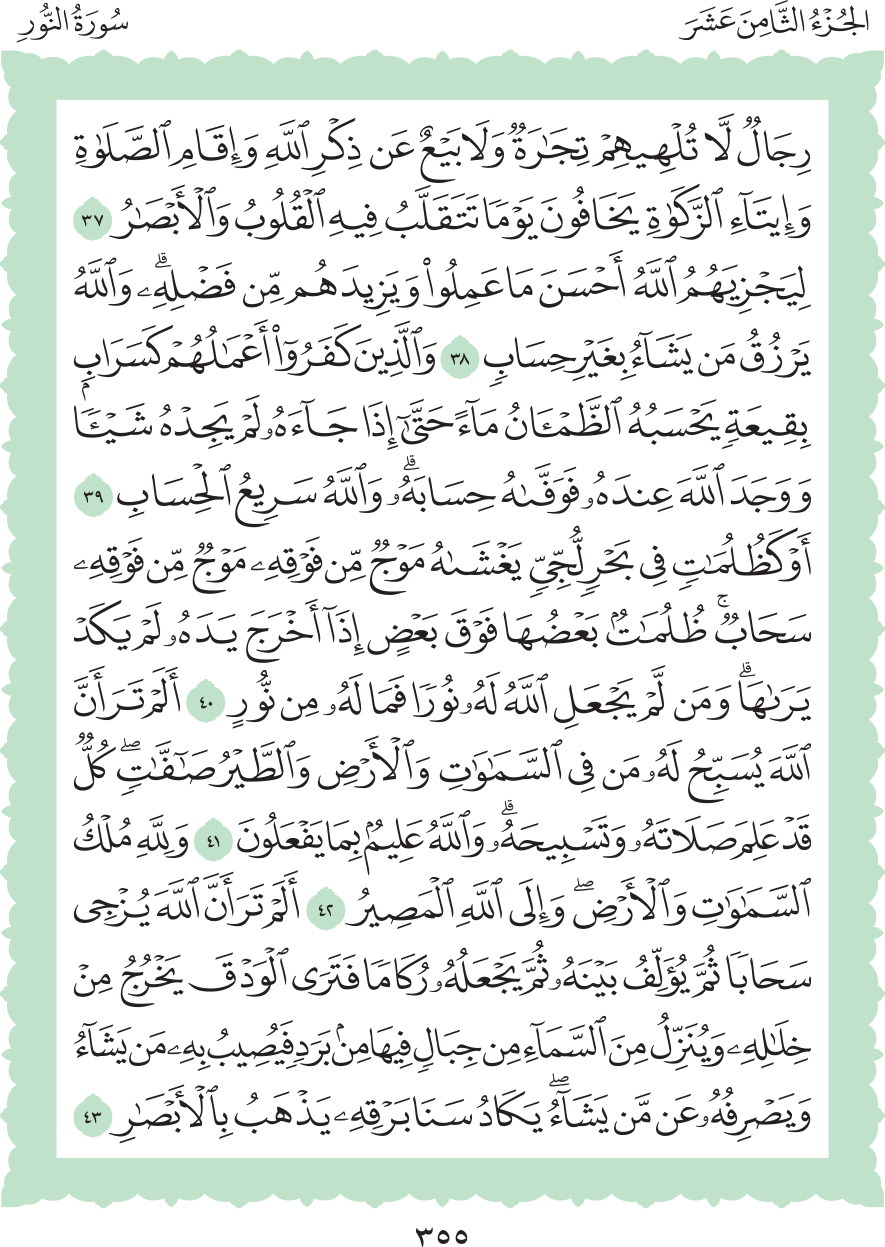 الجُزْءُ الثَّامِنَ عَشَرَ
سُورَةُ النُّورِ
رِجَالٌ لَّا تُلْهِيهِمْ تِجَٰرَةٌ وَلَا بَيْعٌ عَن ذِكْرِ ٱللَّهِ وَإِقَامِ ٱلصَّلَوٰةِ
وَإِيتَآءِ ٱلزَّكَوٰةِ يَخَافُونَ يَوْمًا تَتَقَلَّبُ فِيهِ ٱلْقُلُوبُ وَٱلْأَبْصَٰرُ ٣٧
لِيَجْزِيَهُمُ ٱللَّهُ أَحْسَنَ مَا عَمِلُوا۟ وَيَزِيدَهُم مِّن فَضْلِهِۦۗ وَٱللَّهُ
يَرْزُقُ مَن يَشَآءُ بِغَيْرِ حِسَابٍ ٣٨ وَٱلَّذِينَ كَفَرُوٓا۟ أَعْمَٰلُهُمْ كَسَرَابٍۭ
بِقِيعَةٍ يَحْسَبُهُ ٱلظَّمْـَٔانُ مَآءً حَتَّىٰٓ إِذَا جَآءَهُۥ لَمْ يَجِدْهُ شَيْـًٔا
وَوَجَدَ ٱللَّهَ عِندَهُۥ فَوَفَّىٰهُ حِسَابَهُۥۗ وَٱللَّهُ سَرِيعُ ٱلْحِسَابِ ٣٩
أَوْ كَظُلُمَٰتٍ فِى بَحْرٍ لُّجِّىٍّ يَغْشَىٰهُ مَوْجٌ مِّن فَوْقِهِۦ مَوْجٌ مِّن فَوْقِهِۦ
سَحَابٌۚ ظُلُمَٰتٌۢ بَعْضُهَا فَوْقَ بَعْضٍ إِذَآ أَخْرَجَ يَدَهُۥ لَمْ يَكَدْ
يَرَىٰهَاۗ وَمَن لَّمْ يَجْعَلِ ٱللَّهُ لَهُۥ نُورًا فَمَا لَهُۥ مِن نُّورٍ ٤٠ أَلَمْ تَرَ أَنَّ
ٱللَّهَ يُسَبِّحُ لَهُۥ مَن فِى ٱلسَّمَٰوَٰتِ وَٱلْأَرْضِ وَٱلطَّيْرُ صَٰٓفَّٰتٍۖ كُلٌّ
قَدْ عَلِمَ صَلَاتَهُۥ وَتَسْبِيحَهُۥۗ وَٱللَّهُ عَلِيمٌۢ بِمَا يَفْعَلُونَ ٤١ وَلِلَّهِ مُلْكُ
ٱلسَّمَٰوَٰتِ وَٱلْأَرْضِۖ وَإِلَى ٱللَّهِ ٱلْمَصِيرُ ٤٢ أَلَمْ تَرَ أَنَّ ٱللَّهَ يُزْجِى
سَحَابًا ثُمَّ يُؤَلِّفُ بَيْنَهُۥ ثُمَّ يَجْعَلُهُۥ رُكَامًا فَتَرَى ٱلْوَدْقَ يَخْرُجُ مِنْ
خِلَٰلِهِۦ وَيُنَزِّلُ مِنَ ٱلسَّمَآءِ مِن جِبَالٍ فِيهَا مِنۢ بَرَدٍ فَيُصِيبُ بِهِۦ مَن يَشَآءُ
وَيَصْرِفُهُۥ عَن مَّن يَشَآءُۖ يَكَادُ سَنَا بَرْقِهِۦ يَذْهَبُ بِٱلْأَبْصَٰرِ ٤٣
٣٥٥